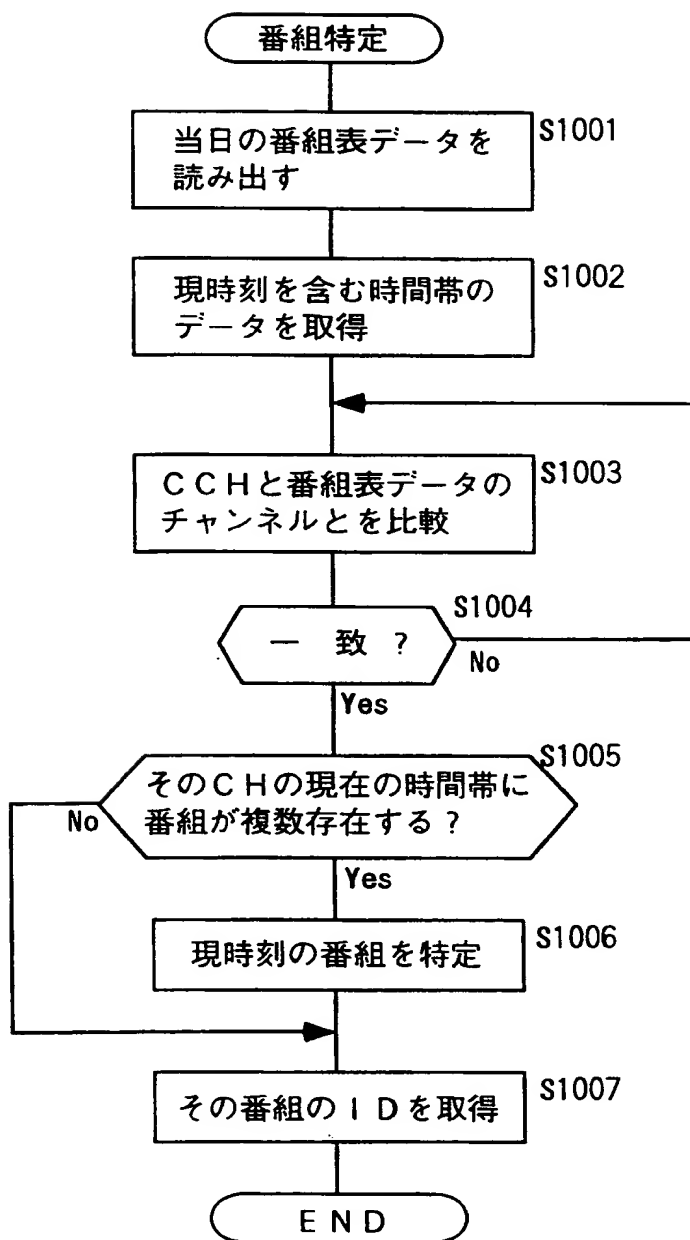 番組特定
当日の番組表データを
読み出す
S1001
現時刻を含む時間帯の
データを取得
S1002
CCHと番組表データの
チャンネルとを比較
S1003
一致?
S1004
No
Yes
そのCHの現在の時間帯に
番組が複数存在する?
S1005
No
Yes
現時刻の番組を特定
S1006
その番組のIDを取得
S1007
END